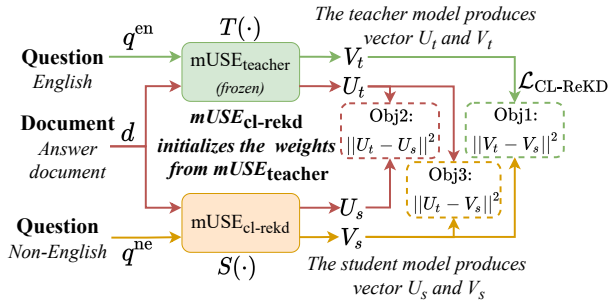 T(·)
The teacher model produces
vector U_t and V_t
Question
English
q^en
mUSE_teacher
(frozen)
V_t
U_t
L_CL-ReKD
Document
Answer
document
d
mUSE_cl-rekd
initializes the weights
from mUSE_teacher
Obj2:
||U_t − U_s||²
Obj1:
||V_t − V_s||²
Obj3:
||U_t − V_s||²
Question
Non-English
q^ne
mUSE_cl-rekd
U_s
V_s
S(·)
The student model produces
vector U_s and V_s